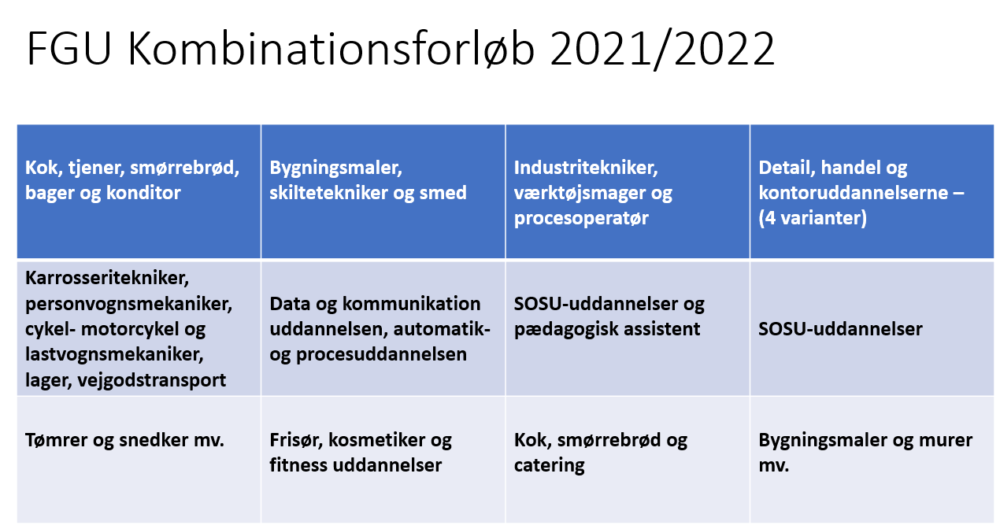 FGU Kombinationsforløb 2021/2022
Kok, tjener, smørrebrød,
bager og konditor
Bygningsmaler,
skiltetekniker og smed
Industritekniker,
værktøjsmager og
procesoperatør
Detail, handel og
kontoruddannelserne –
(4 varianter)
Karrosseritekniker,
personvognsmekaniker,
cykel- motorcykel og
lastvognsmekaniker,
lager, vejgodstransport
Data og kommunikation
uddannelsen, automatik-
og procesuddannelsen
SOSU-uddannelser og
pædagogisk assistent
SOSU-uddannelser
Tømrer og snedker mv.
Frisør, kosmetiker og
fitness uddannelser
Kok, smørrebrød og
catering
Bygningsmaler og murer
mv.